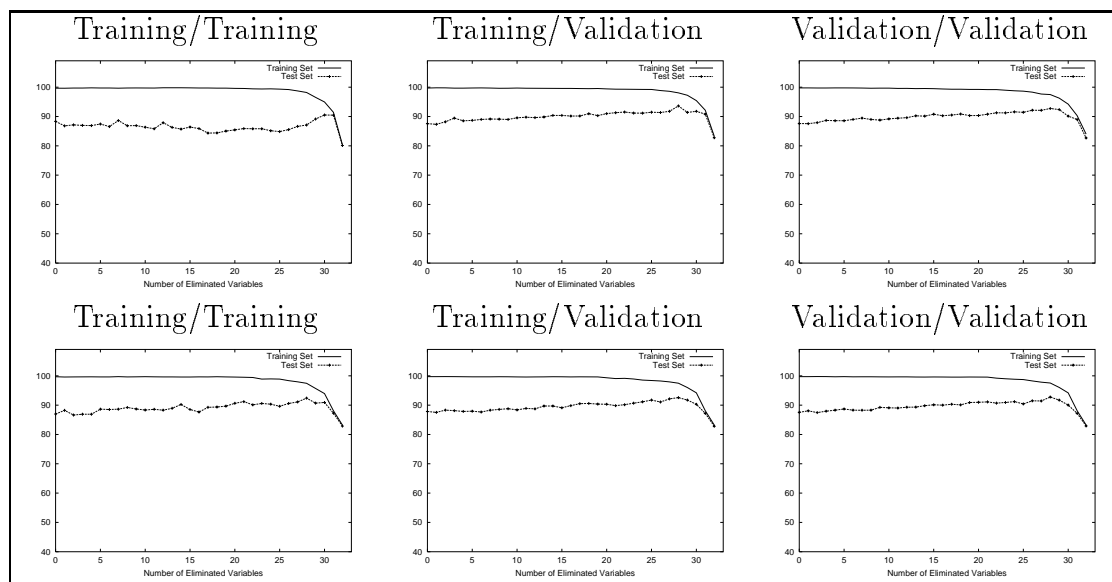 Training/Training Training/Validation Validation/Validation
Training Set Training Set Training Set
Test Set Test Set Test Set
100 100 100
90 90 90
80 80 80
70 70 70
60 60 60
50 50 50
40 40 40
0 5 10 15 20 25 30 0 5 10 15 20 25 30 0 5 10 15 20 25 30
Number of Eliminated Variables Number of Eliminated Variables Number of Eliminated Variables
Training/Training Training/Validation Validation/Validation
Training Set Training Set Training Set
Test Set Test Set Test Set
100 100 100
90 90 90
80 80 80
70 70 70
60 60 60
50 50 50
40 40 40
0 5 10 15 20 25 30 0 5 10 15 20 25 30 0 5 10 15 20 25 30
Number of Eliminated Variables Number of Eliminated Variables Number of Eliminated Variables